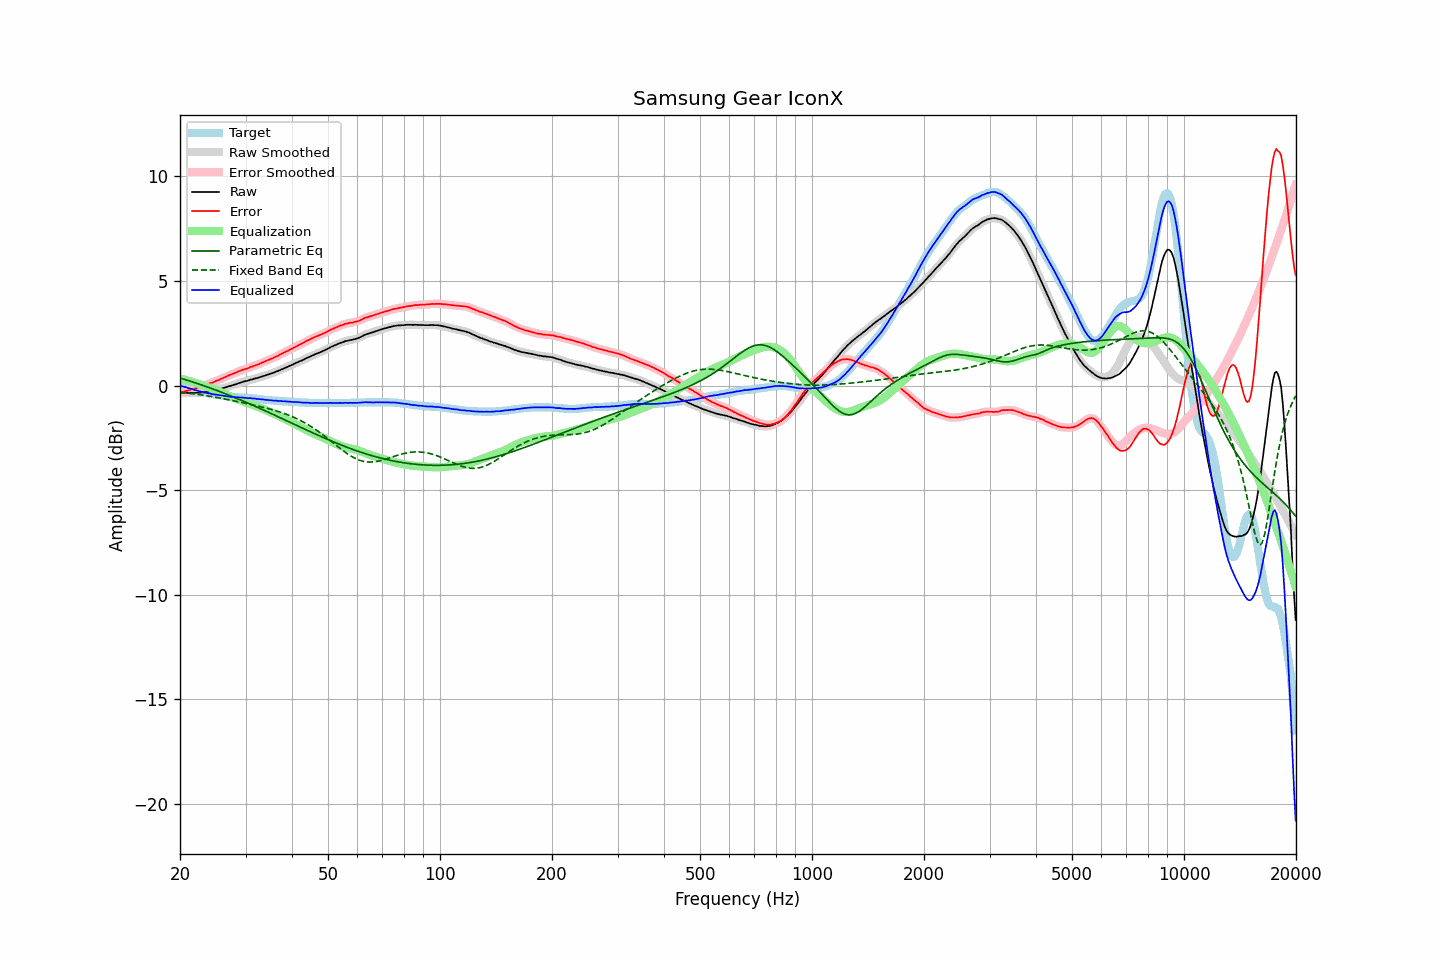 Samsung Gear IconX
Target
Raw Smoothed
Error Smoothed
Raw
Error
Equalization
Parametric Eq
Fixed Band Eq
Equalized
10
5
0
−5
−10
−15
−20
Amplitude (dBr)
20 50 100 200 500 1000 2000 5000 10000 20000
Frequency (Hz)